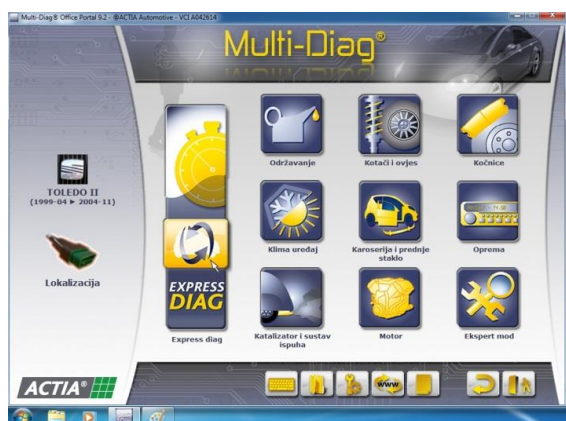 Multi-Diag® Office Portal 9.2 - @ACTIA Automotive - VCI A042614
Multi-Diag®
TOLEDO II
(1999-04 ► 2004-11)
Lokalizacija
EXPRESS
DIAG
Express diag
Održavanje
Kotači i ovjes
Kočnice
Klima uređaj
Karoserija i prednje
staklo
Oprema
Katalizator i sustav
ispuha
Motor
Ekspert mod
ACTIA®
www